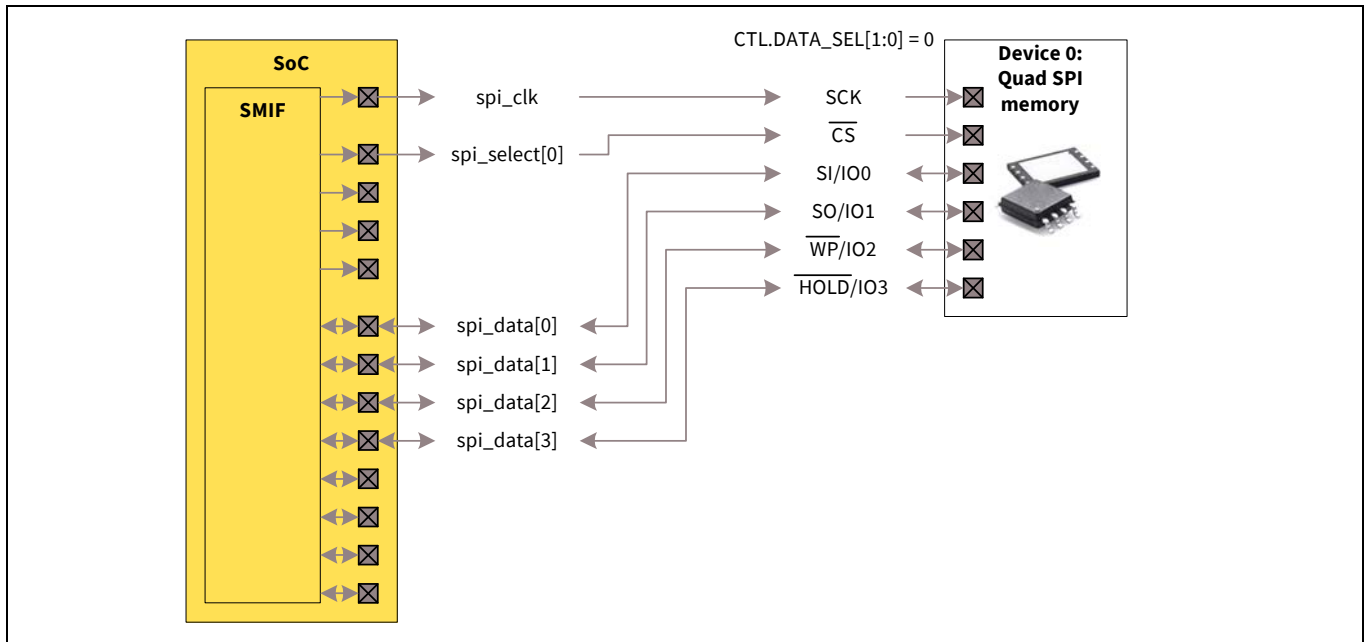 CTL.DATA_SEL[1:0] = 0
SoC
SMIF
Device 0:
Quad SPI
memory
spi_clk
SCK
spi_select[0]
CS
SI/IO0
SO/IO1
WP/IO2
HOLD/IO3
spi_data[0]
spi_data[1]
spi_data[2]
spi_data[3]